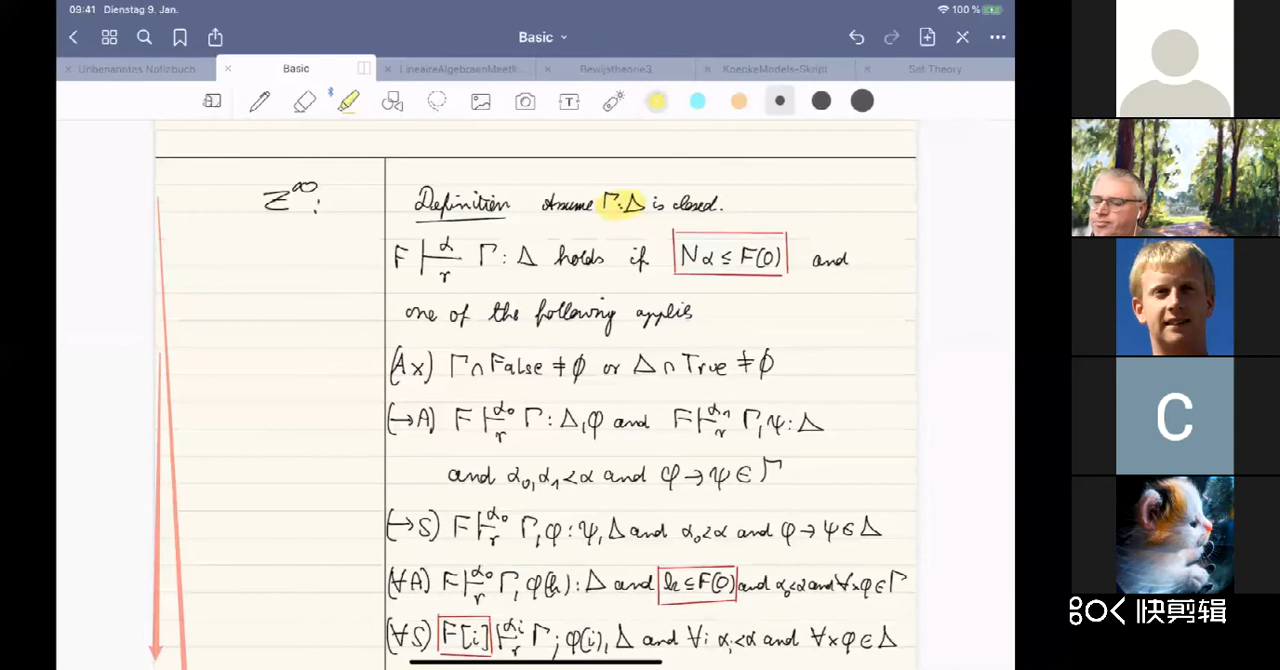 09:41 Dienstag 9. Jan.
100 %
Basic
Unbenanntes Notizbuch
Basic
LineaireAlgebraenMeetk...
Bewijstheorie3
KoepkeModels-Skript
Set Theory
Z^∞:
Definition Assume Γ:Δ is closed.
F ⊢^α_r Γ : Δ holds if Nα ≤ F(0) and
one of the following applies
(Ax) Γ∩False ≠ ∅ or Δ∩True ≠ ∅
(→A) F ⊢^α₀_r Γ : Δ, φ and F ⊢^α₁_r Γ, ψ : Δ
and α₀, α₁ < α and φ → ψ ∈ Γ
(→S) F ⊢^α₀_r Γ, φ : ψ, Δ and α₀ < α and φ → ψ ∈ Δ
(∀A) F ⊢^α₀_r Γ, φ(k) : Δ and k ≤ F(0) and α₀ < α and ∀xφ ∈ Γ
(∀S) F[i] ⊢^αᵢ_r Γ ; φ(i), Δ and ∀i αᵢ < α and ∀xφ ∈ Δ
C
快剪辑